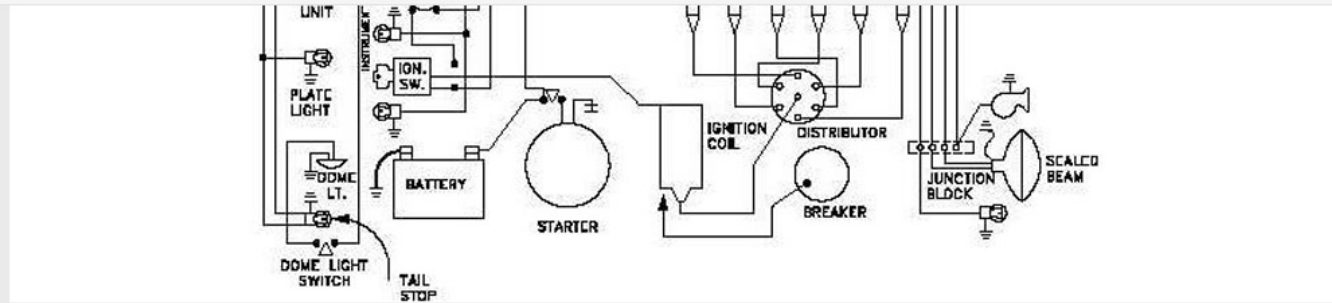 UNIT
INSTRUMENT
IGN.
SW.
PLATE
LIGHT
IGNITION
COIL
DISTRIBUTOR
DOME
LT.
BATTERY
STARTER
BREAKER
JUNCTION
BLOCK
SEALED
BEAM
DOME LIGHT
SWITCH
TAIL
STOP